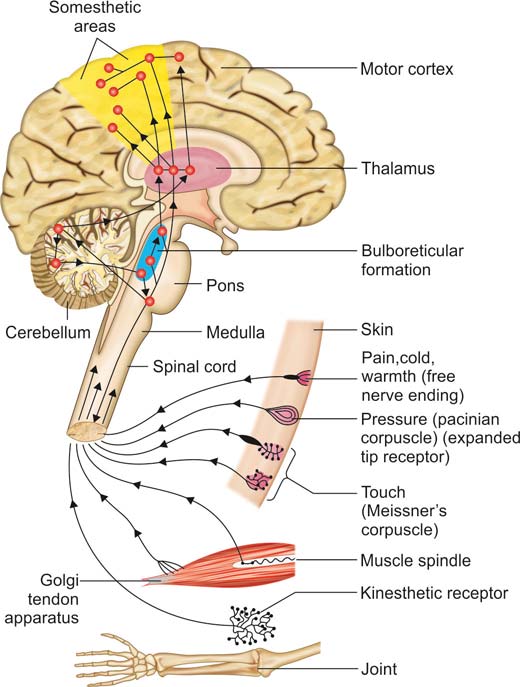 Somesthetic
areas
Motor cortex
Thalamus
Bulboreticular
formation
Pons
Cerebellum
Medulla
Spinal cord
Skin
Pain,cold,
warmth (free
nerve ending)
Pressure (pacinian
corpuscle) (expanded
tip receptor)
Touch
(Meissner's
corpuscle)
Muscle spindle
Golgi
tendon
apparatus
Kinesthetic receptor
Joint